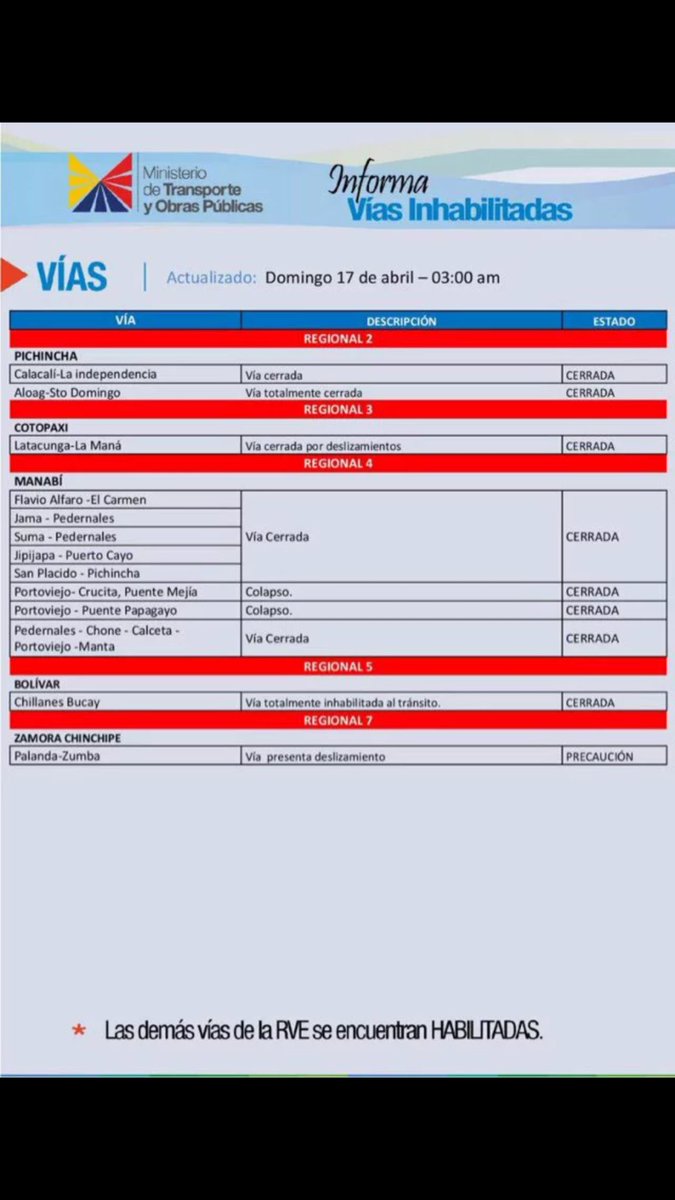 Ministerio
de Transporte
y Obras Públicas
Informa
Vías Inhabilitadas
VÍAS
Actualizado: Domingo 17 de abril – 03:00 am
VÍA DESCRIPCIÓN ESTADO
REGIONAL 2
PICHINCHA
Calacalí-La independencia Vía cerrada CERRADA
Aloag-Sto Domingo Vía totalmente cerrada CERRADA
REGIONAL 3
COTOPAXI
Latacunga-La Maná Vía cerrada por deslizamientos CERRADA
REGIONAL 4
MANABÍ
Flavio Alfaro -El Carmen
Jama - Pedernales
Suma - Pedernales Vía Cerrada CERRADA
Jipijapa - Puerto Cayo
San Placido - Pichincha
Portoviejo- Crucita, Puente Mejía Colapso. CERRADA
Portoviejo - Puente Papagayo Colapso. CERRADA
Pedernales - Chone - Calceta -
Portoviejo -Manta Vía Cerrada CERRADA
REGIONAL 5
BOLÍVAR
Chillanes Bucay Vía totalmente inhabilitada al tránsito. CERRADA
REGIONAL 7
ZAMORA CHINCHIPE
Palanda-Zumba Vía presenta deslizamiento PRECAUCIÓN
* Las demás vías de la RVE se encuentran HABILITADAS.